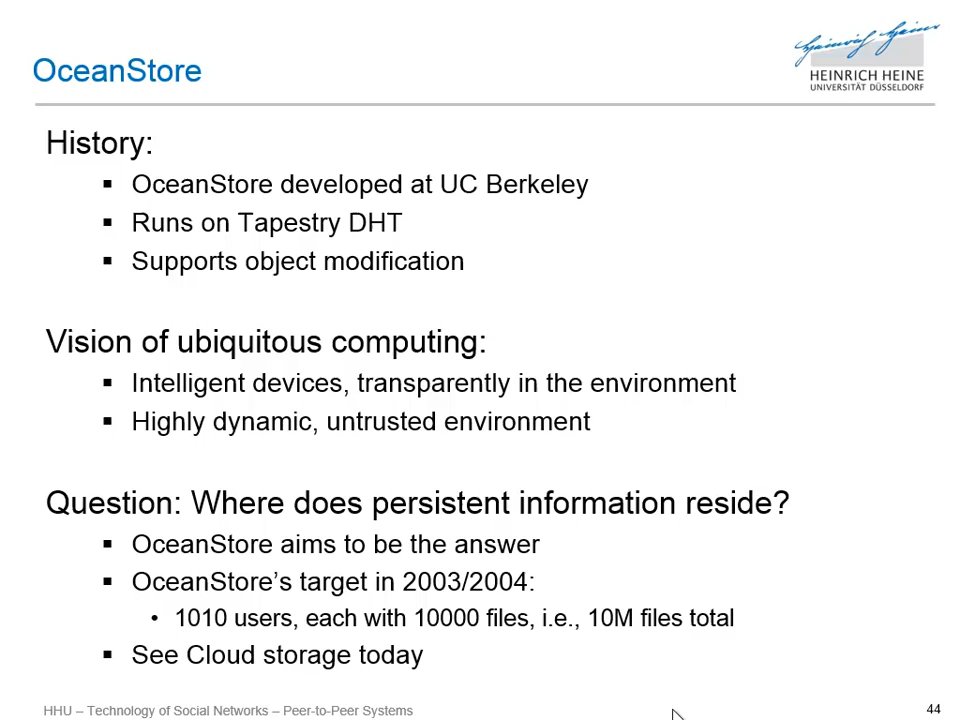 OceanStore
Heinrich Heine
HEINRICH HEINE
UNIVERSITÄT DÜSSELDORF
History:
▪ OceanStore developed at UC Berkeley
▪ Runs on Tapestry DHT
▪ Supports object modification
Vision of ubiquitous computing:
▪ Intelligent devices, transparently in the environment
▪ Highly dynamic, untrusted environment
Question: Where does persistent information reside?
▪ OceanStore aims to be the answer
▪ OceanStore’s target in 2003/2004:
• 1010 users, each with 10000 files, i.e., 10M files total
▪ See Cloud storage today
HHU – Technology of Social Networks – Peer-to-Peer Systems
44